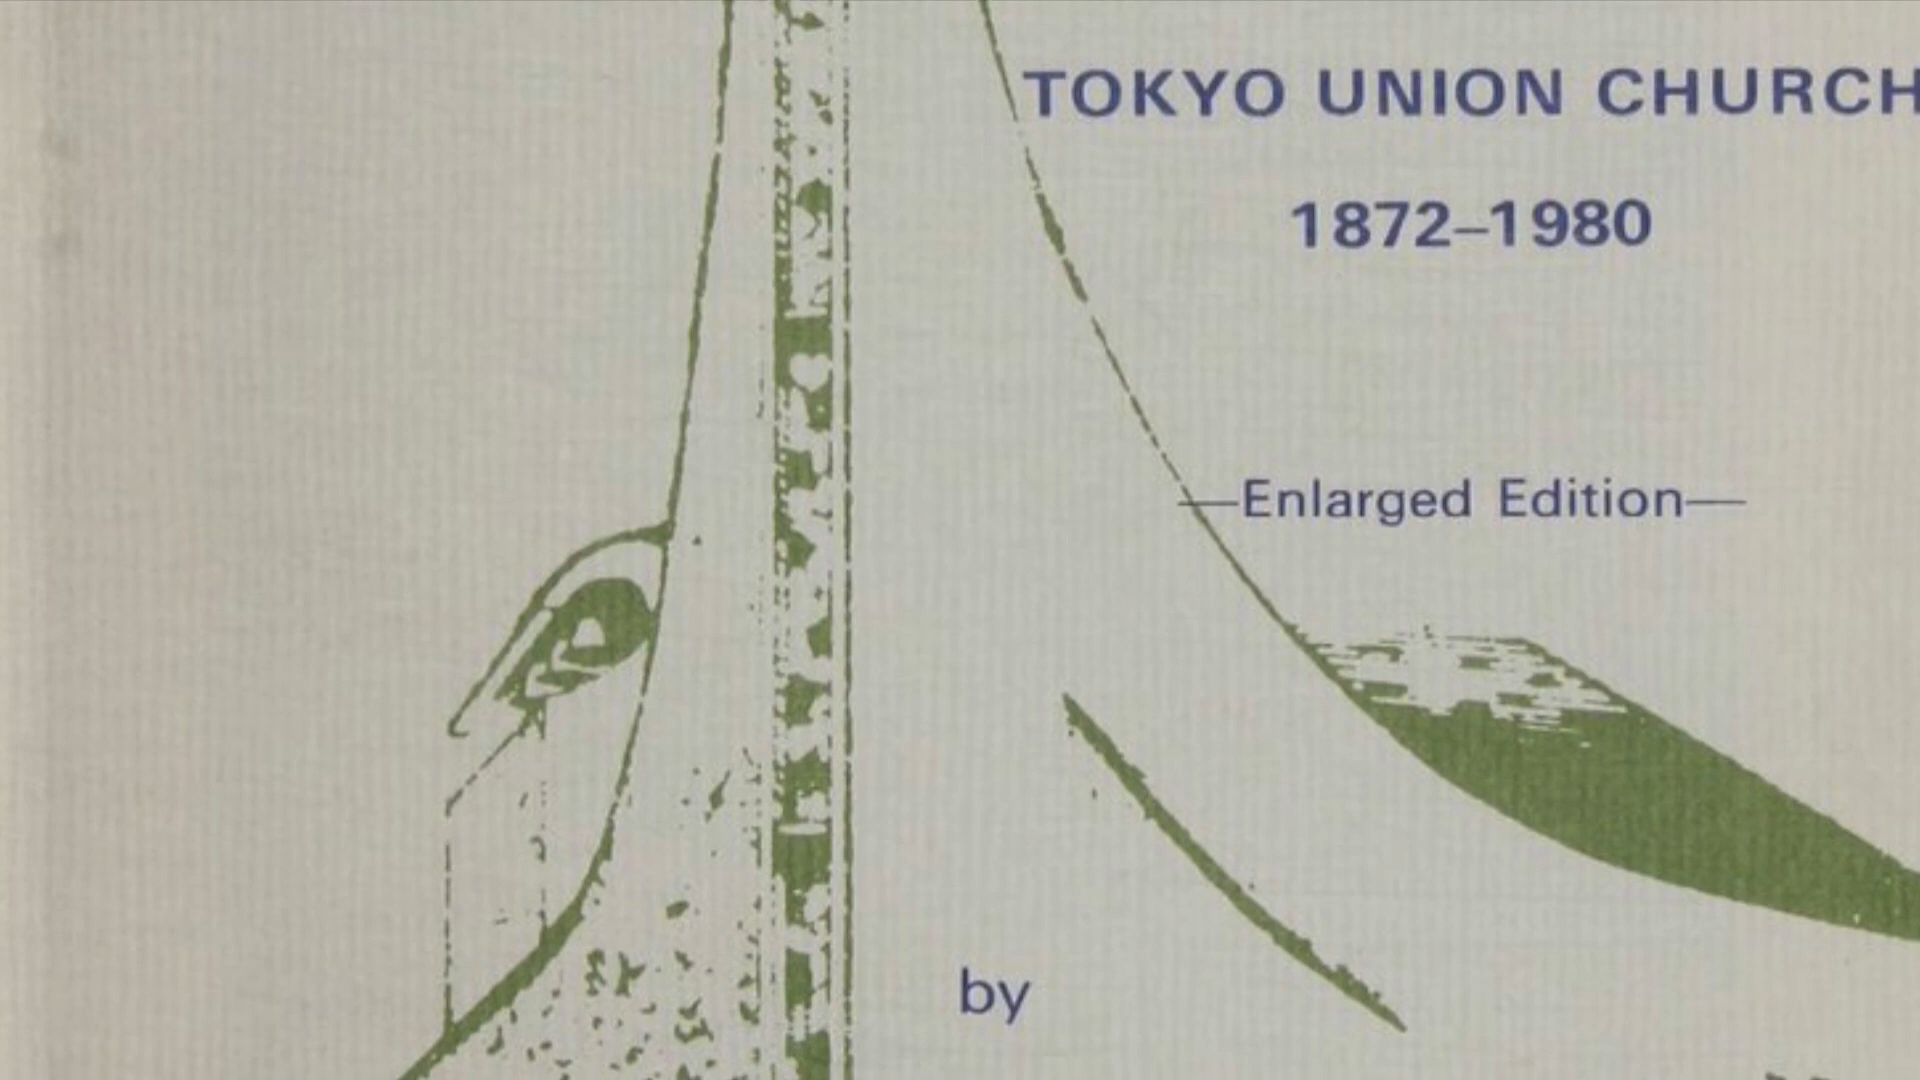 TOKYO UNION CHURCH
1872–1980
—Enlarged Edition—
by